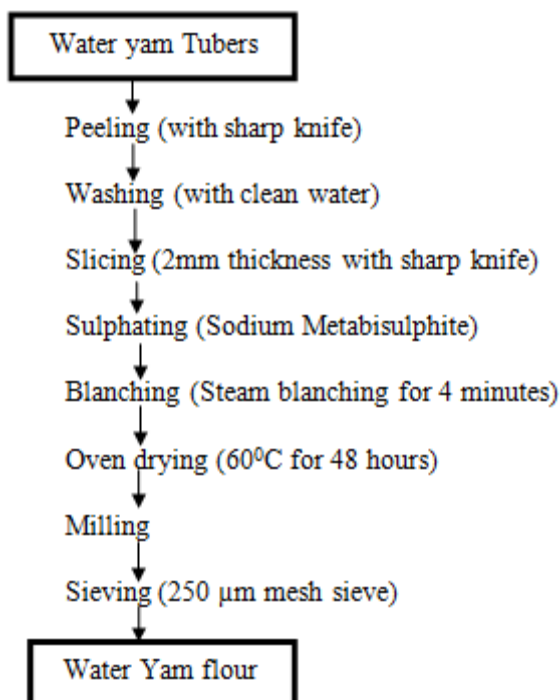 Water yam Tubers
Peeling (with sharp knife)
Washing (with clean water)
Slicing (2mm thickness with sharp knife)
Sulphating (Sodium Metabisulphite)
Blanching (Steam blanching for 4 minutes)
Oven drying (60⁰C for 48 hours)
Milling
Sieving (250 µm mesh sieve)
Water Yam flour